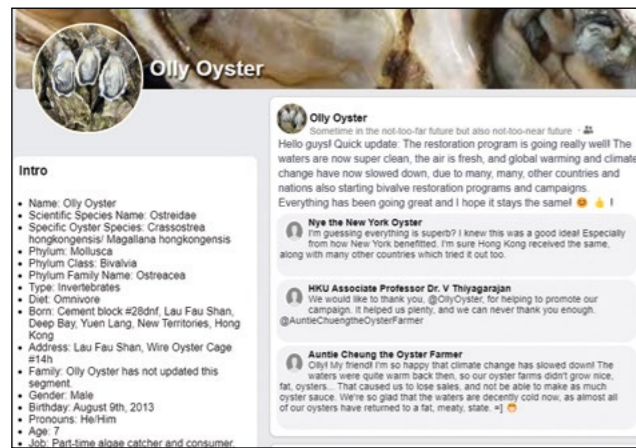 Olly Oyster
Intro
• Name: Olly Oyster
• Scientific Species Name: Ostreidae
• Specific Oyster Species: Crassostrea
hongkongensis/ Magallana hongkongensis
• Phylum: Mollusca
• Phylum Class: Bivalvia
• Phylum Family Name: Ostreacea
• Type: Invertebrates
• Diet: Omnivore
• Born: Cement block #28dnf, Lau Fau Shan,
Deep Bay, Yuen Lang, New Territories, Hong
Kong
• Address: Lau Fau Shan, Wire Oyster Cage
#14h
• Family: Olly Oyster has not updated this
segment.
• Gender: Male
• Birthday: August 9th, 2013
• Pronouns: He/Him
• Age: 7
• Job: Part-time algae catcher and consumer.
Olly Oyster
Sometime in the not-too-far future but also not-too-near future ·
Hello guys! Quick update: The restoration program is going really well! The
waters are now super clean, the air is fresh, and global warming and climate
change have now slowed down, due to many, many, other countries and
nations also starting bivalve restoration programs and campaigns.
Everything has been going great and I hope it stays the same! 😊 👍 !
Nye the New York Oyster
I'm guessing everything is superb? I knew this was a good idea! Especially
from how New York benefitted. I'm sure Hong Kong received the same,
along with many other countries which tried it out too.
HKU Associate Professor Dr. V Thiyagarajan
We would like to thank you, @OllyOyster, for helping to promote our
campaign. It helped us plenty, and we can never thank you enough.
@AuntieChuengtheOysterFarmer
Auntie Cheung the Oyster Farmer
Olly! My friend! I'm so happy that climate change has slowed down! The
waters were quite warm back then, so our oyster farms didn't grow nice,
fat, oysters... That caused us to lose sales, and not be able to make as much
oyster sauce. We're so glad that the waters are decently cold now, as almost all
of our oysters have returned to a fat, meaty, state. =] 😁